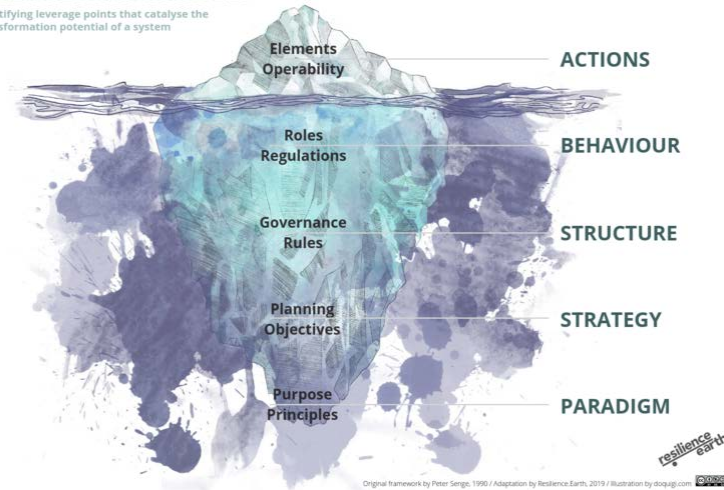 tifying leverage points that catalyse the
sformation potential of a system
Elements
Operability
ACTIONS
Roles
Regulations
BEHAVIOUR
Governance
Rules
STRUCTURE
Planning
Objectives
STRATEGY
Purpose
Principles
PARADIGM
resilience
earth
Original framework by Peter Senge, 1990 / Adaptation by Resilience.Earth, 2019 / Illustration by doquigi.com